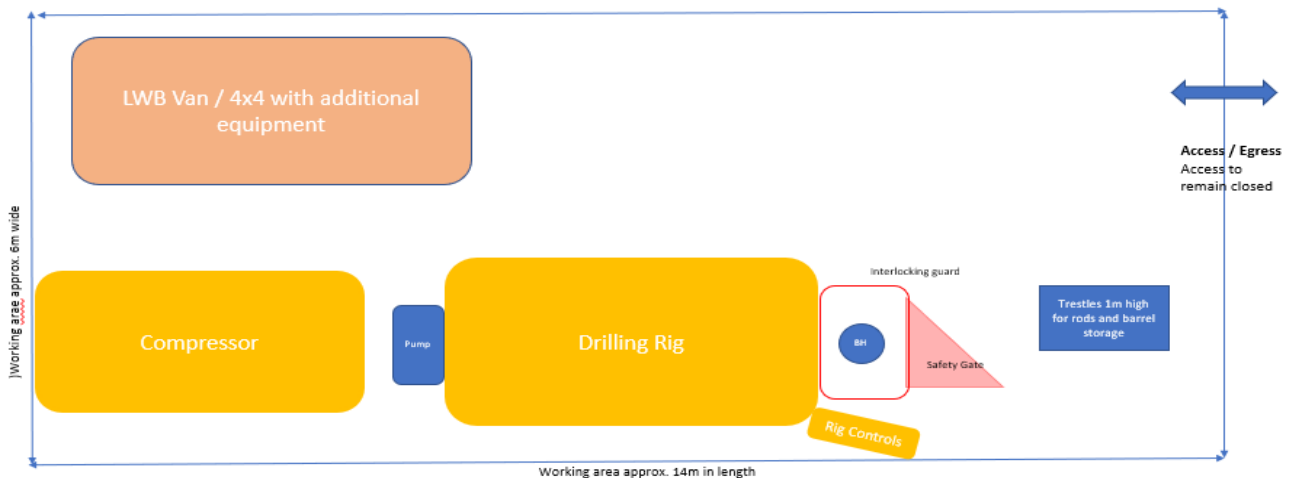 LWB Van / 4x4 with additional
equipment
Access / Egress
Access to
remain closed
)Working arae approx. 6m wide
Interlocking guard
Compressor
Pump
Drilling Rig
BH
Safety Gate
Trestles 1m high
for rods and barrel
storage
Rig Controls
Working area approx. 14m in length